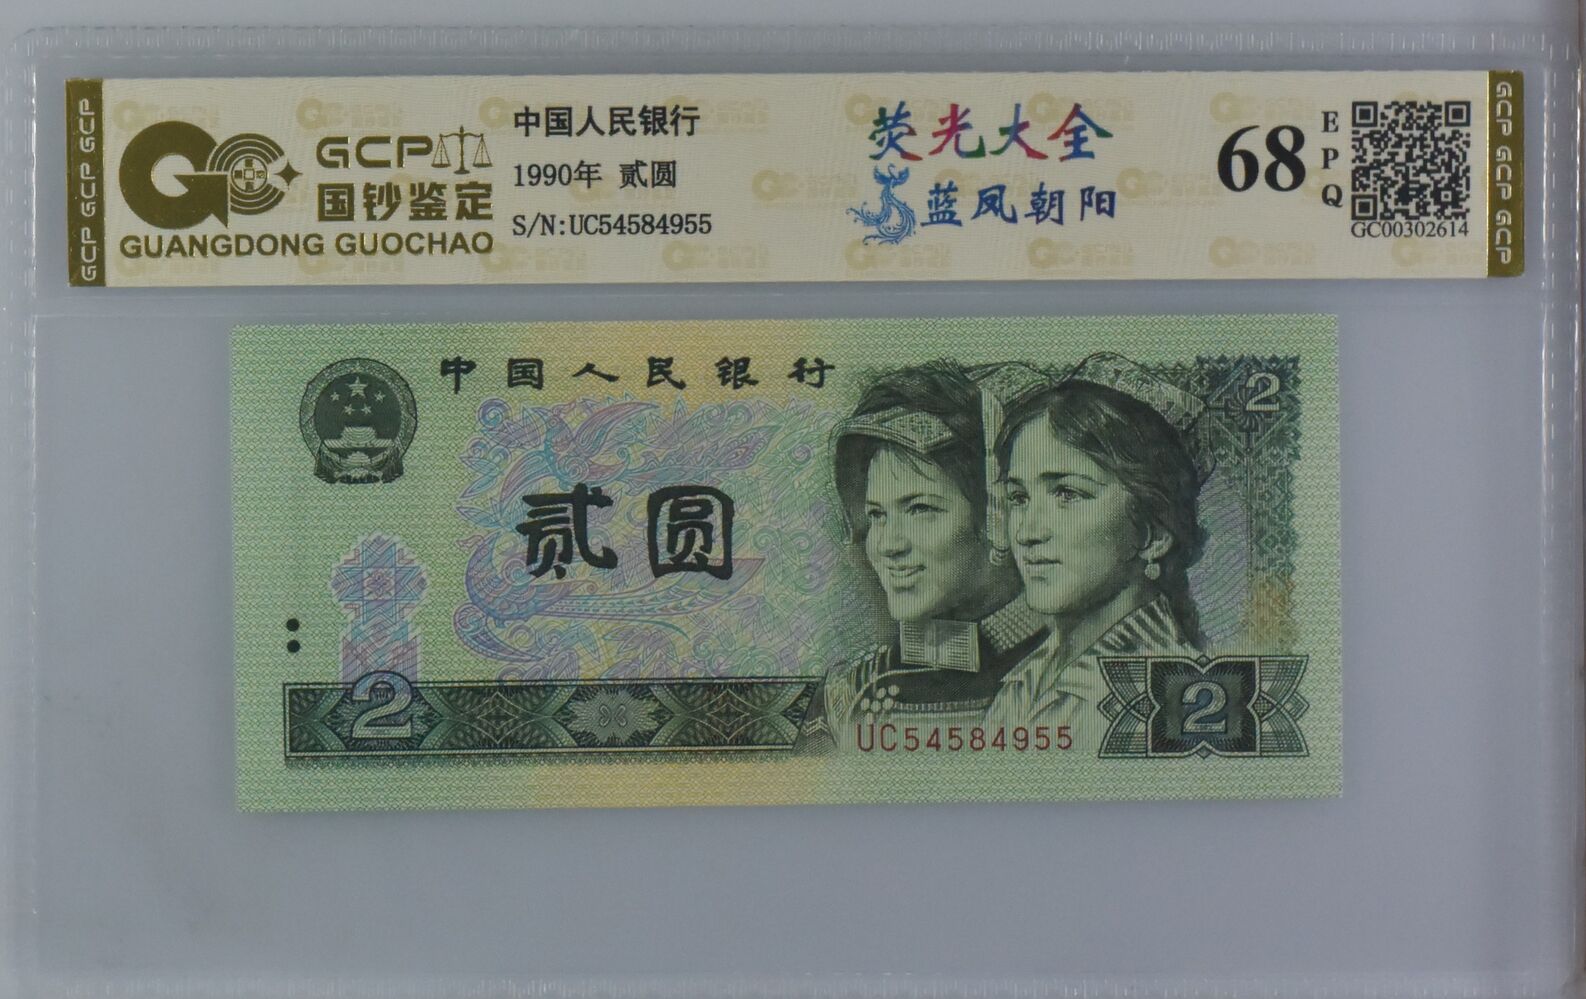 GCP GCP GCP
GCP
国钞鉴定
GUANGDONG GUOCHAO
中国人民银行
1990年 贰圆
S/N:UC54584955
荧光大全
蓝凤朝阳
68
EPQ
GC00302614
GCP GCP GCP
中国人民银行
2
贰圆
2
UC54584955
2